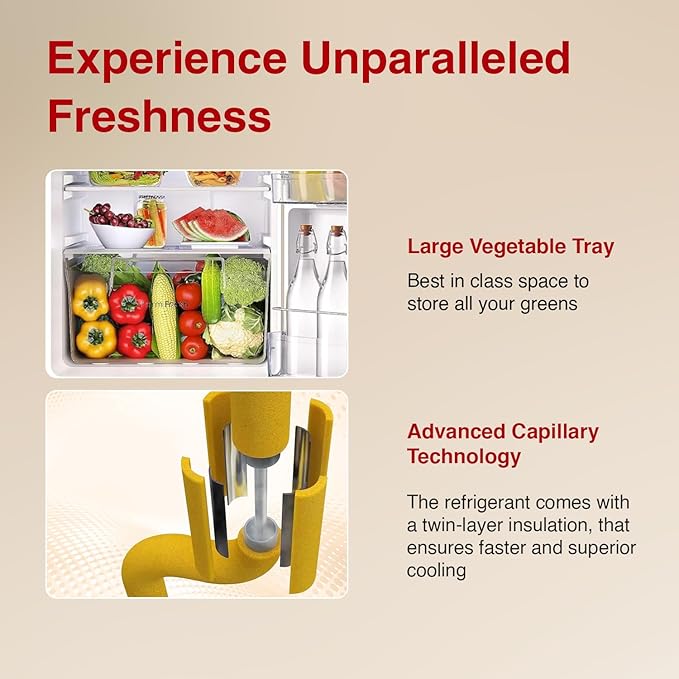 Experience Unparalleled
Freshness
Large Vegetable Tray
Best in class space to
store all your greens
Advanced Capillary
Technology
The refrigerant comes with
a twin-layer insulation, that
ensures faster and superior
cooling